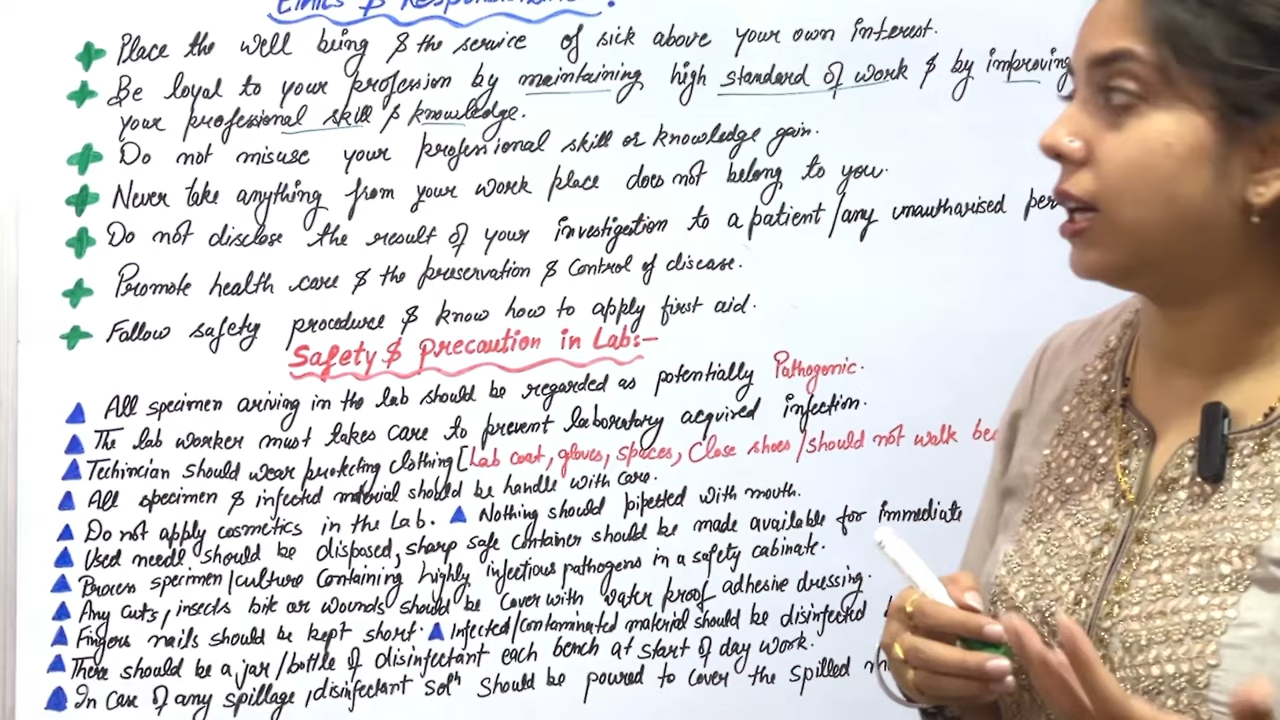 Ethics &
Place the well being & the service of sick above your own interest.
Be loyal to your profession by maintaining high standard of work & by improving
your professional skill & knowledge.
Do not misuse your professional skill or knowledge gain.
Never take anything from your work place does not belong to you.
Do not disclose the result of your investigation to a patient/any unautharised per
Promote health care & the preservation & Control of disease.
Follow safety procedure & know how to apply first aid.
Safety & Precaution in Lab:-
All specimen ariving in the lab should be regarded as potentially Pathogenic.
The lab worker must takes care to prevent laboratory acquired infection.
Techincian should wear protecting clothing [Lab coat, gloves, Close shoes/should not walk
All specimen & infected material should be handle with care.
Do not apply cosmetics in the Lab. Nothing should pipetted with mouth.
Used needle should be disposed, sharp safe container should be made available for immediate
Process specimen/culture Containing highly infectious pathogens in a safety cabinate.
Any cuts, insects bite or wounds should be Cover with water proof adhesive dressing.
Fingers nails should be kept short. Infected/contaminated material should be disinfected
There should be a jar/bottle of disinfectant each bench at start of day work.
In case of any spillage, disinfectant solⁿ should be poured to cover the spilled